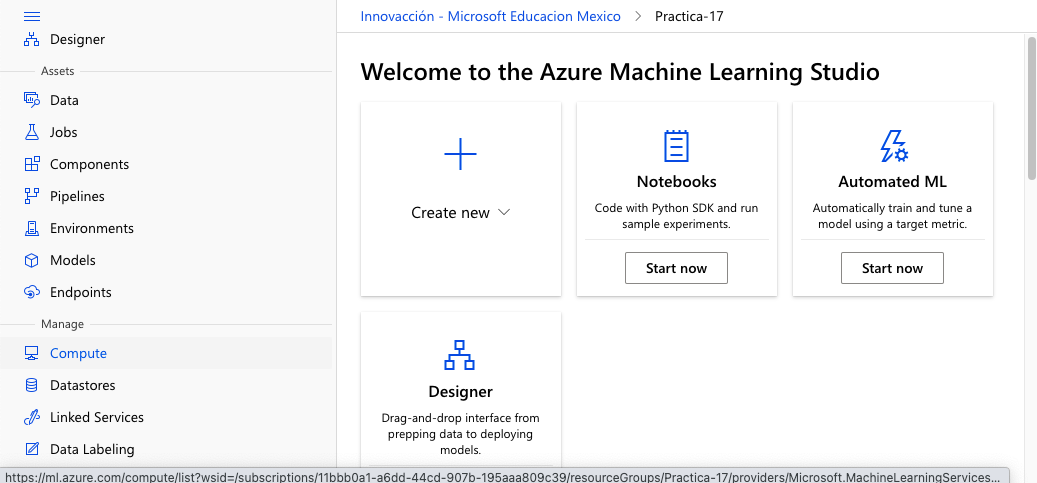 Designer
Assets
Data
Jobs
Components
Pipelines
Environments
Models
Endpoints
Manage
Compute
Datastores
Linked Services
Data Labeling
Innovacción - Microsoft Educacion Mexico > Practica-17
Welcome to the Azure Machine Learning Studio
Create new
Notebooks
Code with Python SDK and run
sample experiments.
Start now
Automated ML
Automatically train and tune a
model using a target metric.
Start now
Designer
Drag-and-drop interface from
prepping data to deploying
models.
https://ml.azure.com/compute/list?wsid=/subscriptions/11bbb0a1-a6dd-44cd-907b-195aaa809c39/resourceGroups/Practica-17/providers/Microsoft.MachineLearningServices...